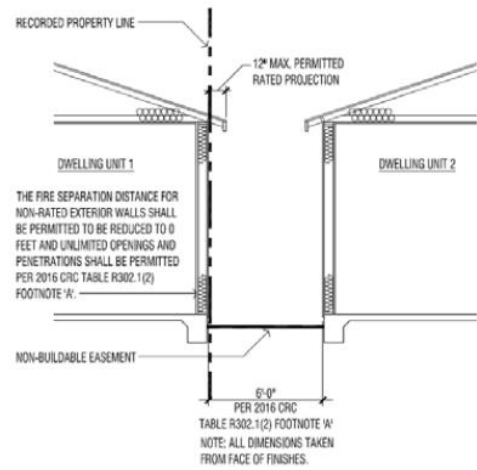 RECORDED PROPERTY LINE
12" MAX. PERMITTED
RATED PROJECTION
DWELLING UNIT 1
DWELLING UNIT 2
THE FIRE SEPARATION DISTANCE FOR
NON-RATED EXTERIOR WALLS SHALL
BE PERMITTED TO BE REDUCED TO 0
FEET AND UNLIMITED OPENINGS AND
PENETRATIONS SHALL BE PERMITTED
PER 2016 CRC TABLE R302.1(2)
FOOTNOTE 'A'.
NON-BUILDABLE EASEMENT
6'-0"
PER 2016 CRC
TABLE R302.1(2) FOOTNOTE 'A'
NOTE: ALL DIMENSIONS TAKEN
FROM FACE OF FINISHES.